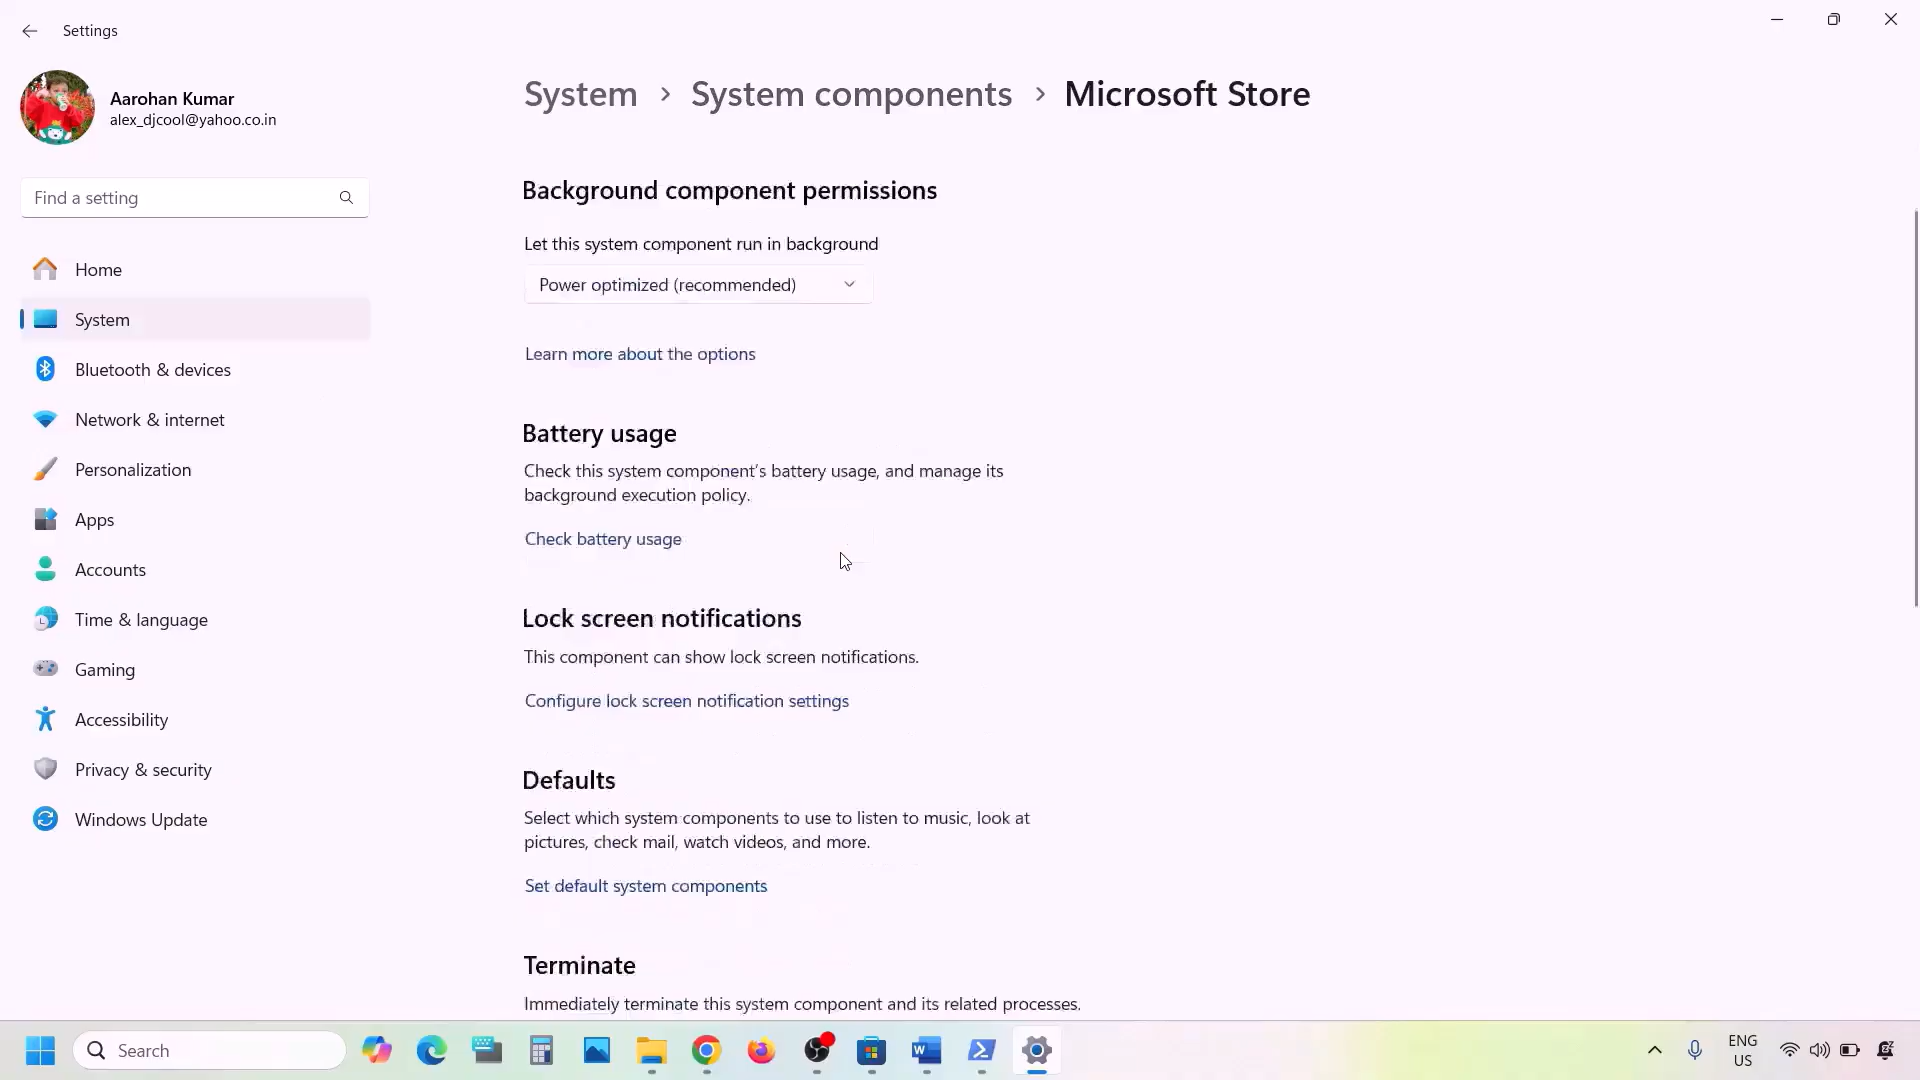 Settings
Aarohan Kumar
alex_djcool@yahoo.co.in
Find a setting
Home
System
Bluetooth & devices
Network & internet
Personalization
Apps
Accounts
Time & language
Gaming
Accessibility
Privacy & security
Windows Update
System > System components > Microsoft Store
Background component permissions
Let this system component run in background
Power optimized (recommended)
Learn more about the options
Battery usage
Check this system component's battery usage, and manage its
background execution policy.
Check battery usage
Lock screen notifications
This component can show lock screen notifications.
Configure lock screen notification settings
Defaults
Select which system components to use to listen to music, look at
pictures, check mail, watch videos, and more.
Set default system components
Terminate
Immediately terminate this system component and its related processes.
Search
ENG
US